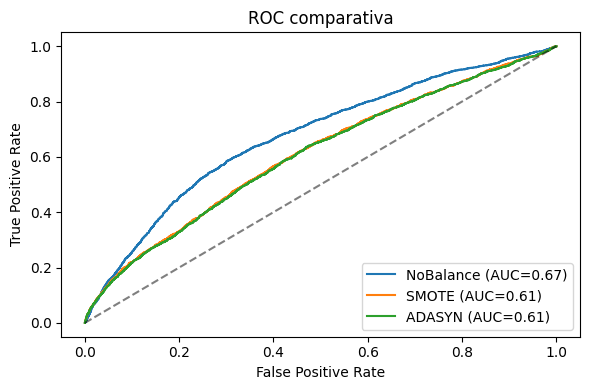 ROC comparativa
True Positive Rate
1.0
0.8
0.6
0.4
0.2
0.0
NoBalance (AUC=0.67)
SMOTE (AUC=0.61)
ADASYN (AUC=0.61)
0.0 0.2 0.4 0.6 0.8 1.0
False Positive Rate